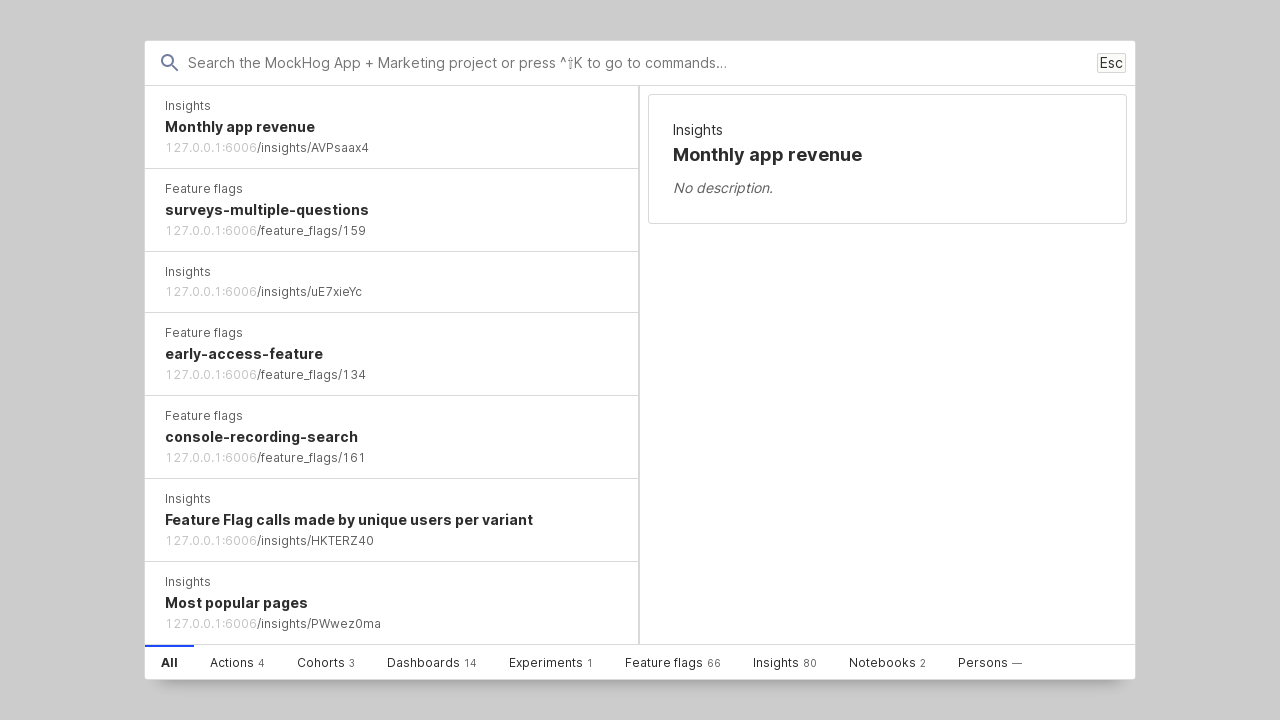 Search the MockHog App + Marketing project or press ^⇧K to go to commands... Esc
Insights
Monthly app revenue
127.0.0.1:6006/insights/AVPsaax4
Feature flags
surveys-multiple-questions
127.0.0.1:6006/feature_flags/159
Insights
127.0.0.1:6006/insights/uE7xieYc
Feature flags
early-access-feature
127.0.0.1:6006/feature_flags/134
Feature flags
console-recording-search
127.0.0.1:6006/feature_flags/161
Insights
Feature Flag calls made by unique users per variant
127.0.0.1:6006/insights/HKTERZ40
Insights
Most popular pages
127.0.0.1:6006/insights/PWwez0ma
Insights
Monthly app revenue
No description.
All Actions 4 Cohorts 3 Dashboards 14 Experiments 1 Feature flags 66 Insights 80 Notebooks 2 Persons —